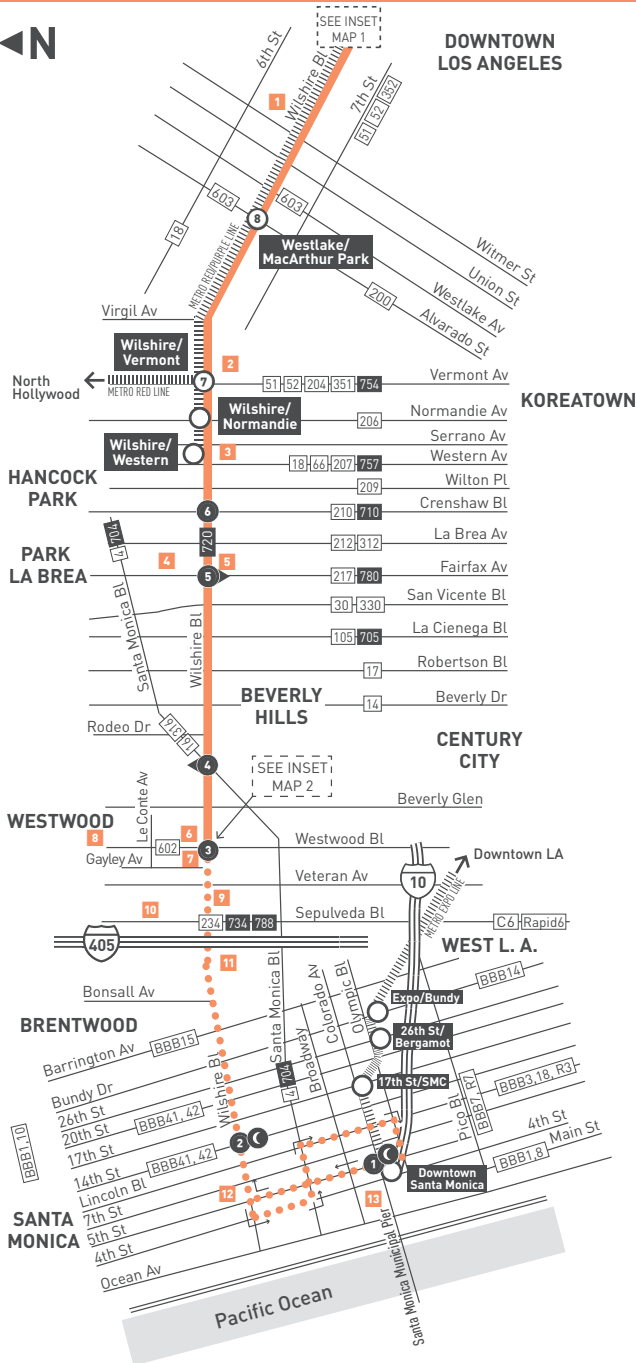 N
SEE INSET
MAP 1
DOWNTOWN
LOS ANGELES
6th St
Wilshire Bl
7th St
51 52 352
1
603
603
18
8
Westlake/
MacArthur Park
METRO RED/PURPLE LINE
200
Witmer St
Union St
Westlake Av
Alvarado St
Virgil Av
Wilshire/
Vermont
2
North
Hollywood
METRO RED LINE
7
51 52 204 351 754
Vermont Av
KOREATOWN
Wilshire/
Normandie
206
Normandie Av
Serrano Av
Wilshire/
Western
3
18 66 207 757
Western Av
HANCOCK
PARK
209
Wilton Pl
6
210 710
Crenshaw Bl
4 704
720
212 312
La Brea Av
PARK
LA BREA
4
5
5
217 780
Fairfax Av
30 330
San Vicente Bl
Santa Monica Bl
Wilshire Bl
105 705
La Cienega Bl
17
Robertson Bl
BEVERLY
HILLS
14
Beverly Dr
Rodeo Dr
16/316
CENTURY
CITY
4
SEE INSET
MAP 2
Le Conte Av
Beverly Glen
WESTWOOD
8
6
602
3
Westwood Bl
Gayley Av
7
Downtown LA
Veteran Av
10
9
METRO EXPO LINE
10
234 734 788
Sepulveda Bl
C6 Rapid6
405
WEST L. A.
11
Santa Monica Bl
Colorado Av
Olympic Bl
BBB14
Bonsall Av
Expo/Bundy
BRENTWOOD
Broadway
26th St/
Bergamot
Barrington Av
BBB15
Wilshire Bl
4 704
17th St/SMC
Pico Bl
BBB7, R7
BBB3,18, R3
Bundy Dr
26th St
20th St
BBB41, 42
17th St
BBB1,10
14th St
BBB41, 42
2
4th St
Main St
Lincoln Bl
1
BBB1,8
7th St
12
Downtown
Santa Monica
SANTA
MONICA
5th St
13
4th St
Ocean Av
Santa Monica Municipal Pier
Pacific Ocean